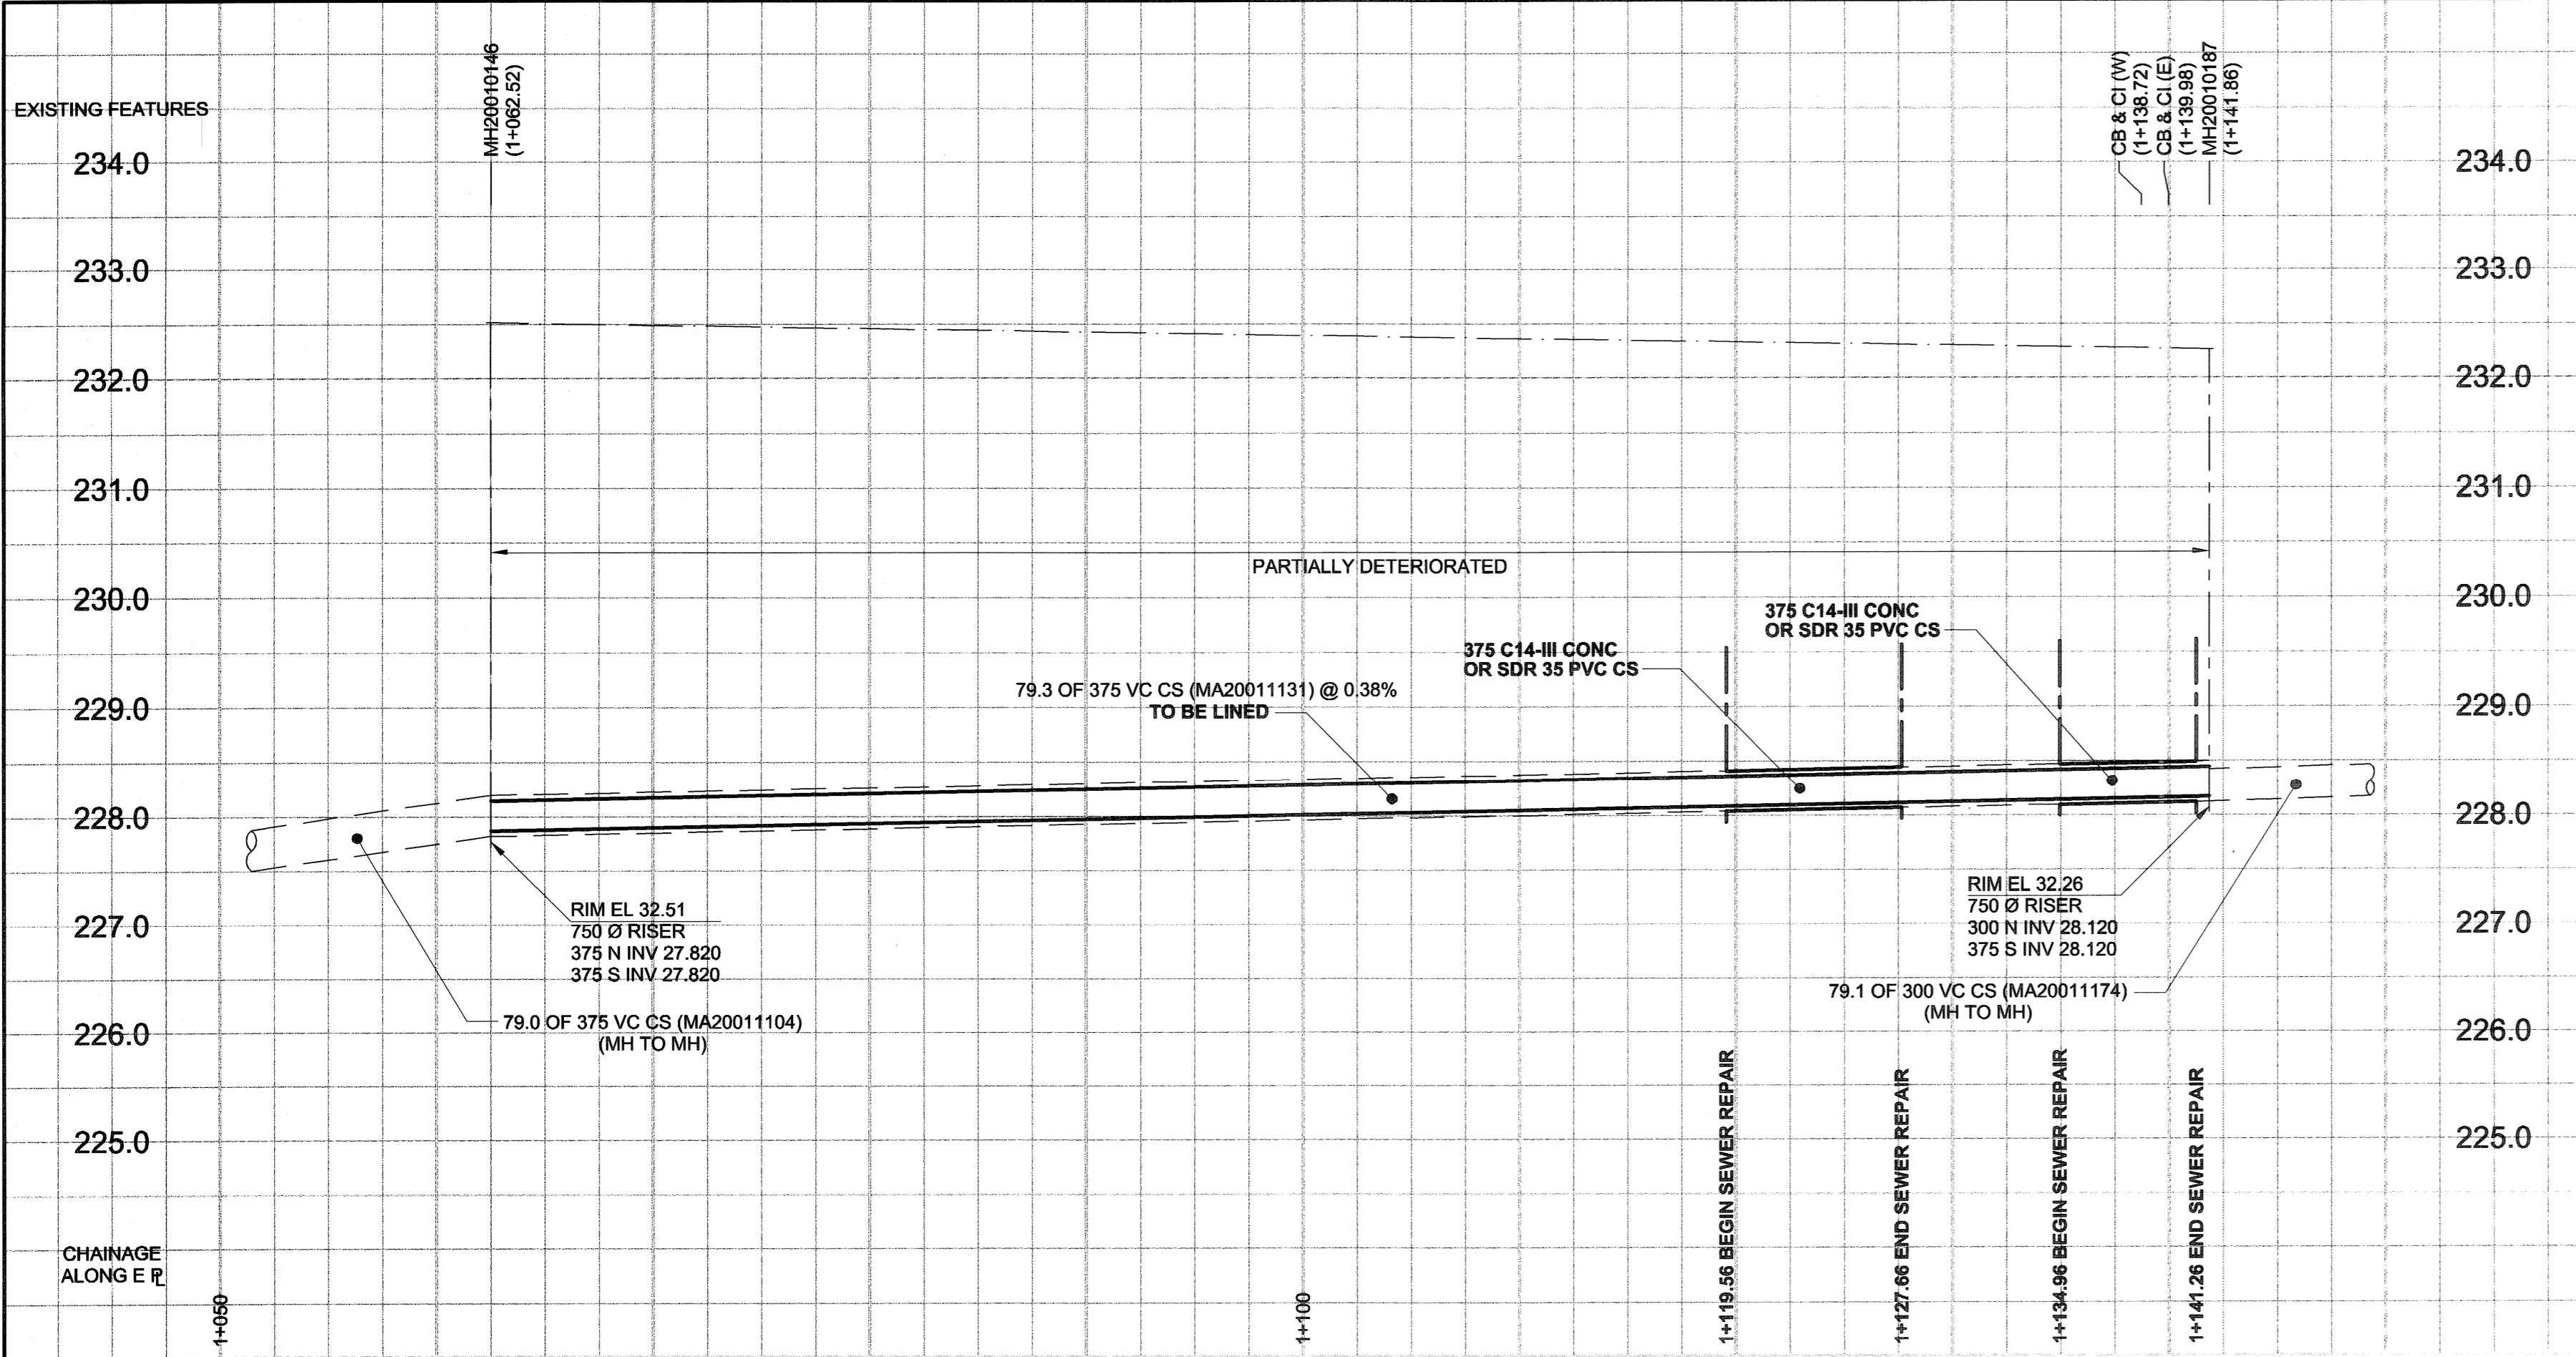 MH20010146
(1+062.52)
CB & CI (W)
(1+138.72)
CB & CI (E)
(1+139.98)
MH20010187
(1+141.86)
EXISTING FEATURES
234.0
234.0
233.0
233.0
232.0
232.0
231.0
231.0
PARTIALLY DETERIORATED
230.0
230.0
375 C14-III CONC
OR SDR 35 PVC CS
375 C14-III CONC
OR SDR 35 PVC CS
79.3 OF 375 VC CS (MA20011131) @ 0.38%
TO BE LINED
229.0
229.0
228.0
228.0
RIM EL 32.51
750 Ø RISER
375 N INV 27.820
375 S INV 27.820
RIM EL 32.26
750 Ø RISER
300 N INV 28.120
375 S INV 28.120
227.0
227.0
79.0 OF 375 VC CS (MA20011104)
(MH TO MH)
79.1 OF 300 VC CS (MA20011174)
(MH TO MH)
226.0
226.0
225.0
225.0
1+119.56 BEGIN SEWER REPAIR
1+127.66 END SEWER REPAIR
1+134.96 BEGIN SEWER REPAIR
1+141.26 END SEWER REPAIR
CHAINAGE
ALONG E PL
1+050
1+100